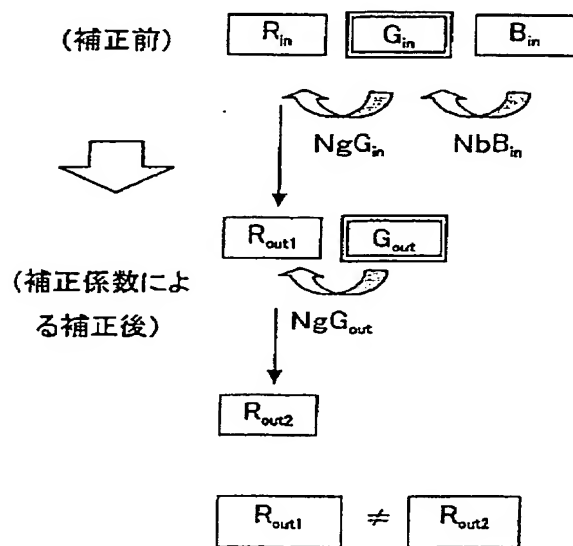 (補正前) R_in G_in B_in
NgG_in NbB_in
R_out1 G_out
(補正係数によ
る補正後)
NgG_out
R_out2
R_out1 ≠ R_out2